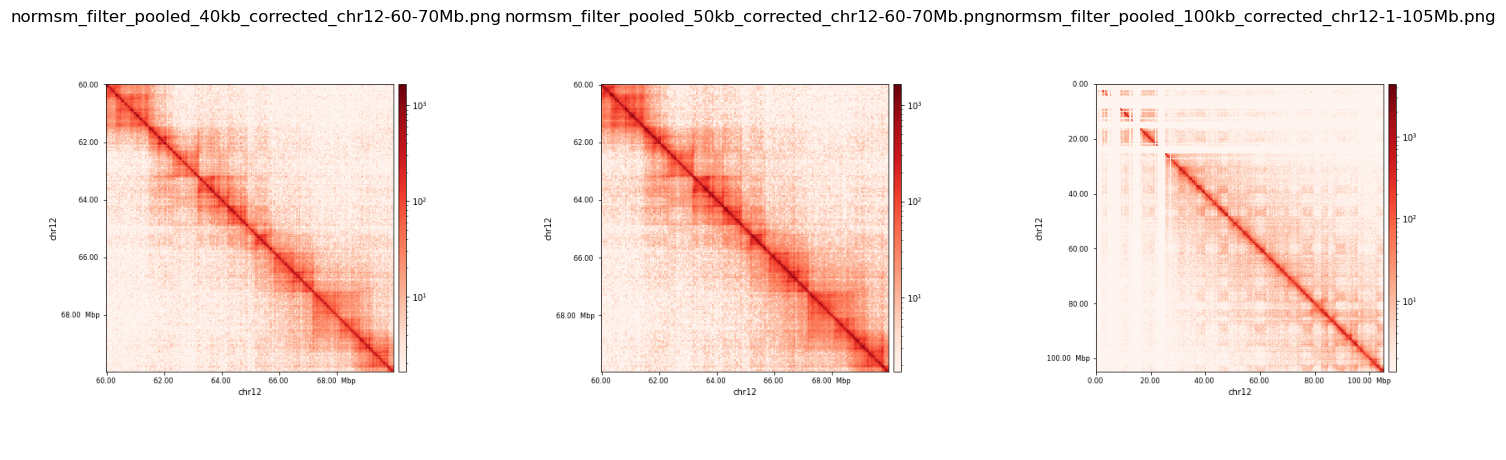 normsm_filter_pooled_40kb_corrected_chr12-60-70Mb.png normsm_filter_pooled_50kb_corrected_chr12-60-70Mb.pngnormsm_filter_pooled_100kb_corrected_chr12-1-105Mb.png
60.00
62.00
64.00
66.00
68.00 Mbp
chr12
60.00 62.00 64.00 66.00 68.00 Mbp
chr12
10³
10²
10¹
60.00
62.00
64.00
66.00
68.00 Mbp
chr12
60.00 62.00 64.00 66.00 68.00 Mbp
chr12
10³
10²
10¹
0.00
20.00
40.00
60.00
80.00
100.00 Mbp
chr12
0.00 20.00 40.00 60.00 80.00 100.00 Mbp
chr12
10³
10²
10¹